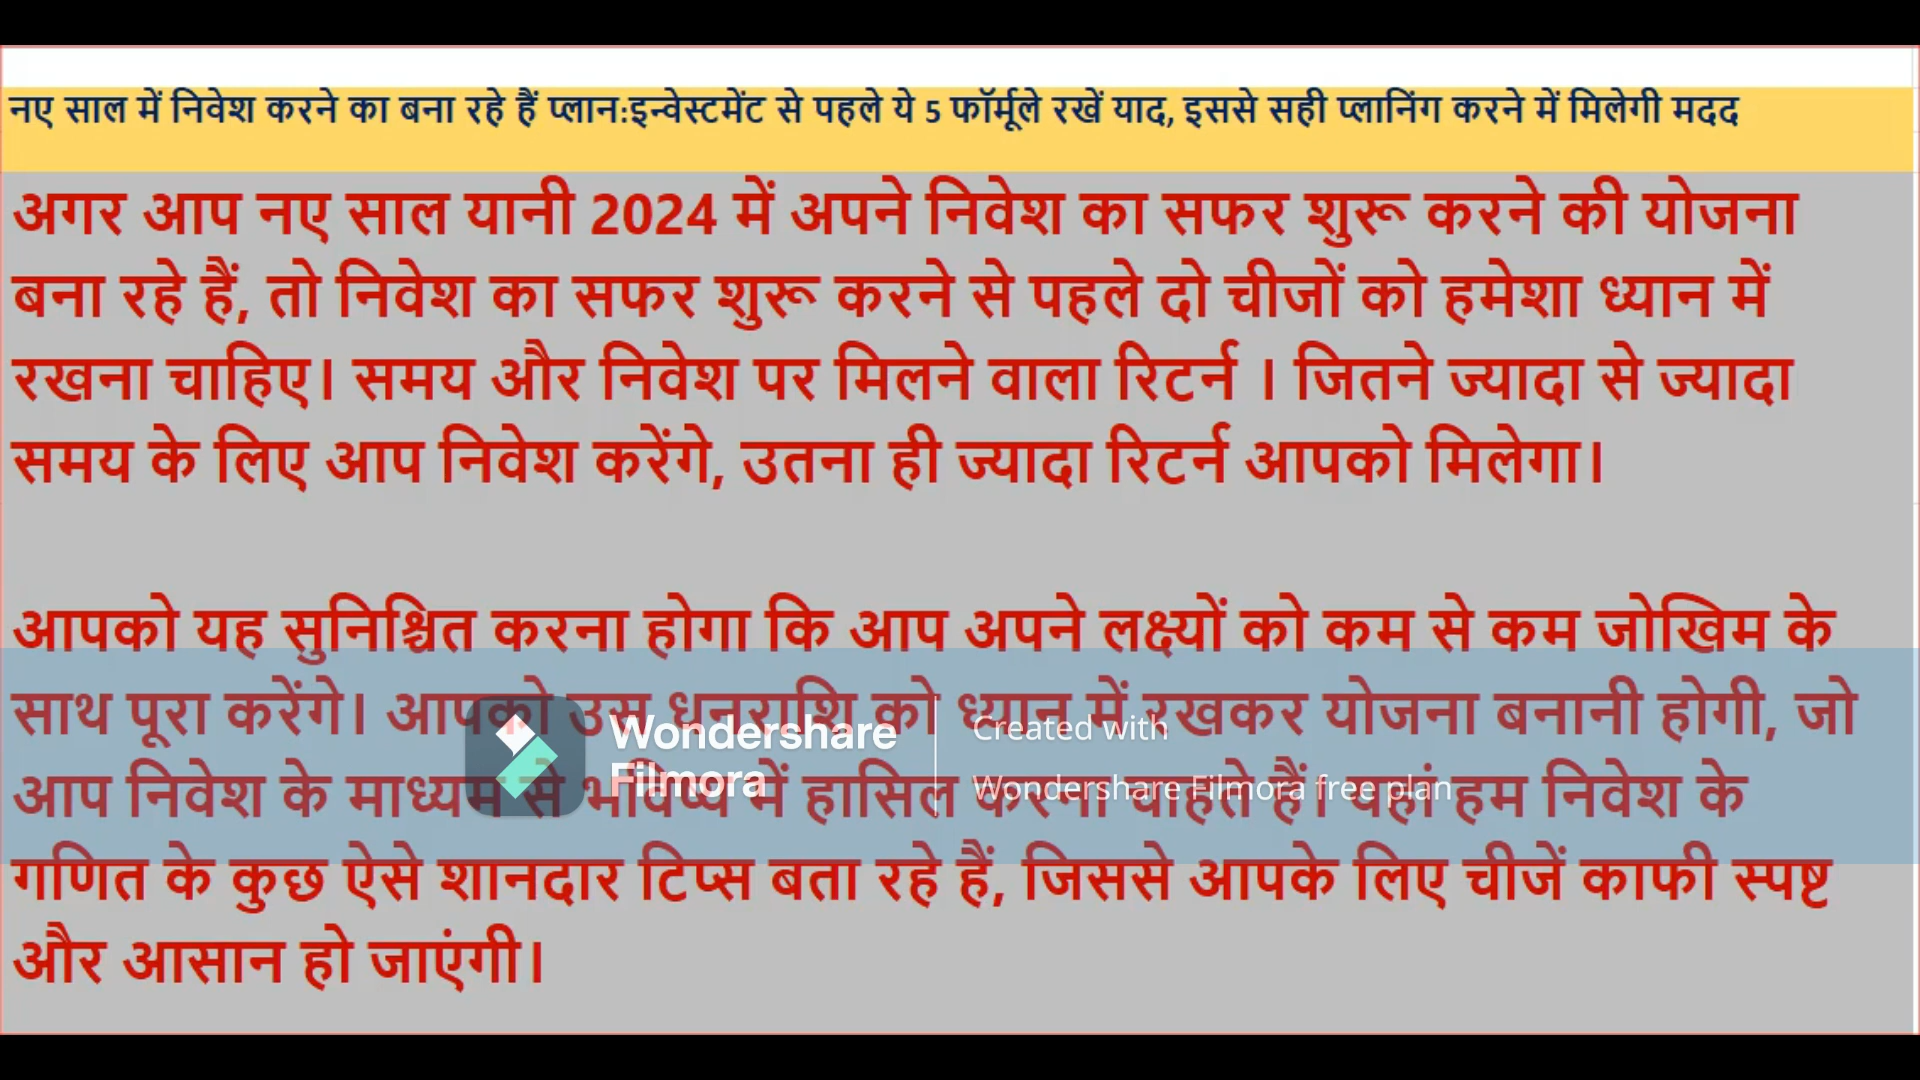 नए साल में निवेश करने का बना रहे हैं प्लान:इन्वेस्टमेंट से पहले ये 5 फॉर्मूले रखें याद, इससे सही प्लानिंग करने में मिलेगी मदद
अगर आप नए साल यानी 2024 में अपने निवेश का सफर शुरू करने की योजना
बना रहे हैं, तो निवेश का सफर शुरू करने से पहले दो चीजों को हमेशा ध्यान में
रखना चाहिए। समय और निवेश पर मिलने वाला रिटर्न । जितने ज्यादा से ज्यादा
समय के लिए आप निवेश करेंगे, उतना ही ज्यादा रिटर्न आपको मिलेगा।
आपको यह सुनिश्चित करना होगा कि आप अपने लक्ष्यों को कम से कम जोखिम के
साथ पूरा करेंगे। आपको उस धनराशि को ध्यान में रखकर योजना बनानी होगी, जो
आप निवेश के माध्यम से भविष्य में हासिल करना चाहते हैं। यहां हम निवेश के
गणित के कुछ ऐसे शानदार टिप्स बता रहे हैं, जिससे आपके लिए चीजें काफी स्पष्ट
और आसान हो जाएंगी।
Wondershare
Filmora
Created with
Wondershare Filmora free plan